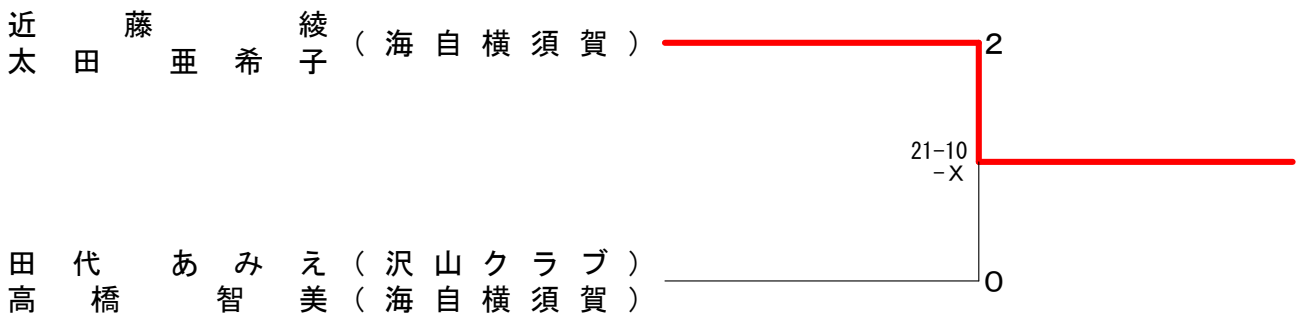 近藤 綾
太田 亜希子
(海自横須賀)
2
21-10
-X
田代 あみえ(沢山クラブ)
高橋 智美(海自横須賀)
0